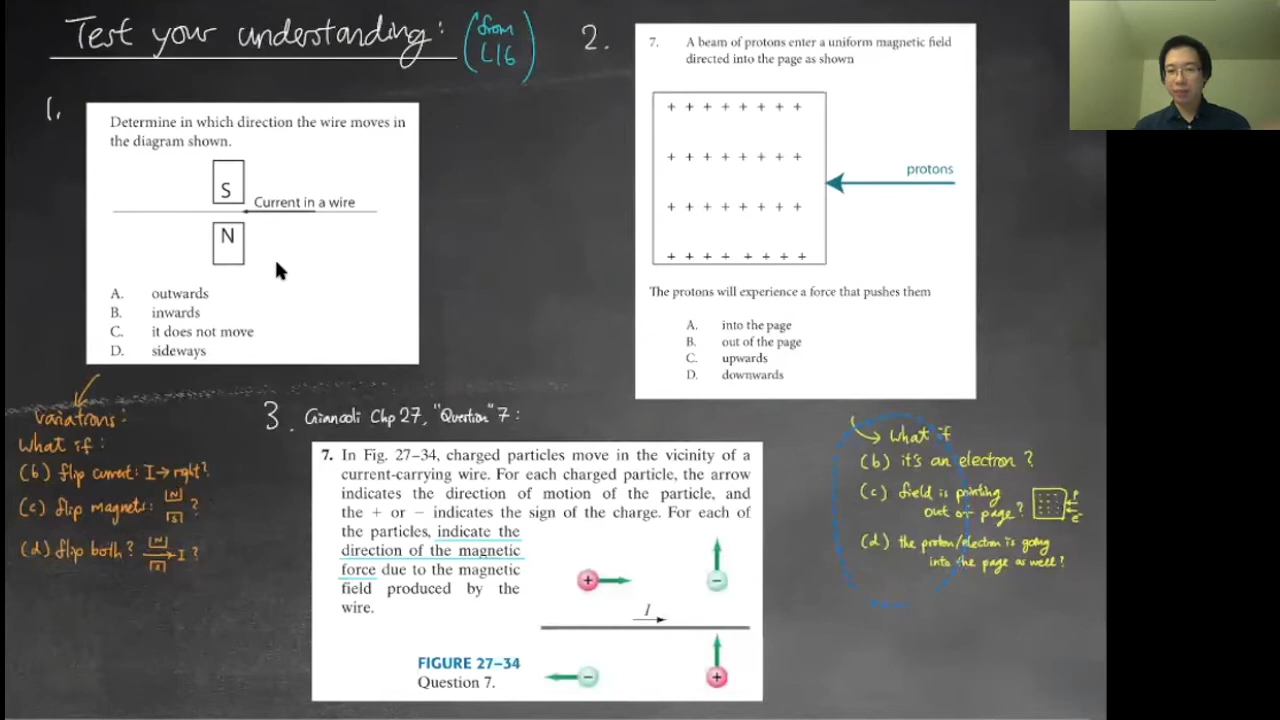 Test your understanding: (from L16)
1.
Determine in which direction the wire moves in
the diagram shown.
S
Current in a wire
N
A. outwards
B. inwards
C. it does not move
D. sideways
variations:
What if:
(b) flip current: I → right?
(c) flip magnets: N S ?
(d) flip both? N I S ?
2.
7. A beam of protons enter a uniform magnetic field
directed into the page as shown
+ + + + + + + +
+ + + + + + + +
protons
+ + + + + + + +
+ + + + + + + +
The protons will experience a force that pushes them
A. into the page
B. out of the page
C. upwards
D. downwards
What if
(b) it's an electron?
(c) field is pointing
out of page? p e⁻
(d) the proton/electron is going
into the page as well?
3. Giancoli Chp 27, "Question" 7:
7. In Fig. 27–34, charged particles move in the vicinity of a
current-carrying wire. For each charged particle, the arrow
indicates the direction of motion of the particle, and
the + or − indicates the sign of the charge. For each of
the particles, indicate the
direction of the magnetic
force due to the magnetic
field produced by the
wire.
+ −
I
− +
FIGURE 27–34
Question 7.